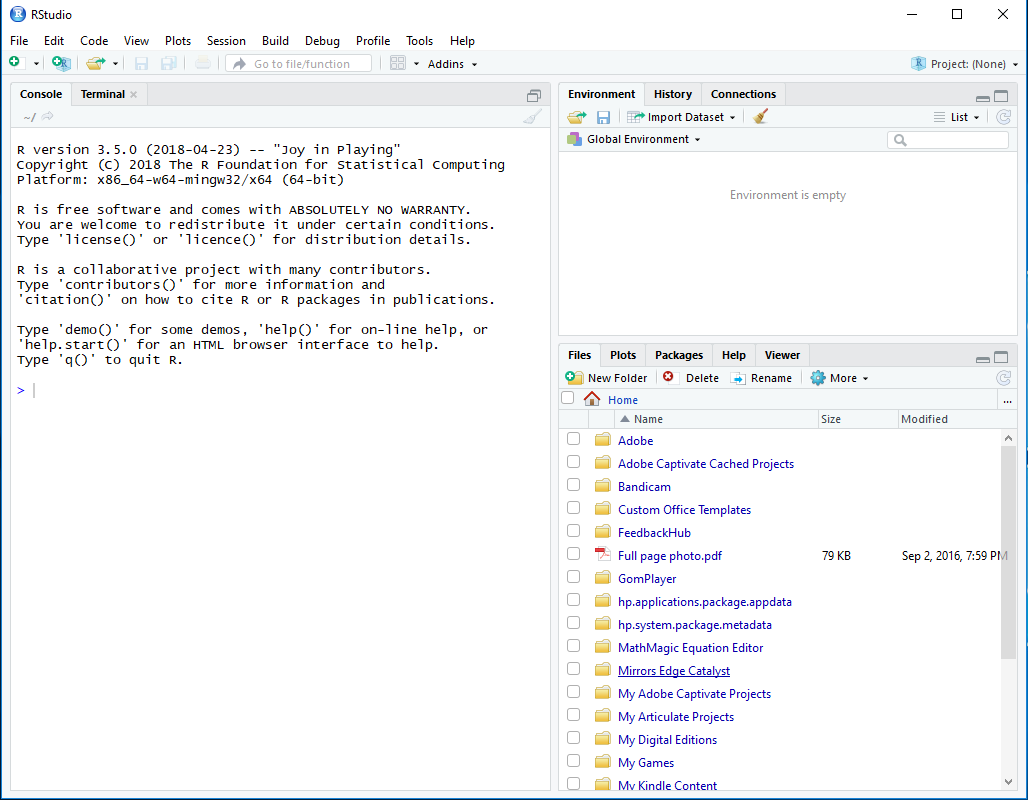 RStudio
File Edit Code View Plots Session Build Debug Profile Tools Help
Go to file/function Addins Project: (None)
Console Terminal
~/
R version 3.5.0 (2018-04-23) -- "Joy in Playing"
Copyright (C) 2018 The R Foundation for Statistical Computing
Platform: x86_64-w64-mingw32/x64 (64-bit)
R is free software and comes with ABSOLUTELY NO WARRANTY.
You are welcome to redistribute it under certain conditions.
Type 'license()' or 'licence()' for distribution details.
R is a collaborative project with many contributors.
Type 'contributors()' for more information and
'citation()' on how to cite R or R packages in publications.
Type 'demo()' for some demos, 'help()' for on-line help, or
'help.start()' for an HTML browser interface to help.
Type 'q()' to quit R.
>
Environment History Connections
Import Dataset List
Global Environment
Environment is empty
Files Plots Packages Help Viewer
New Folder Delete Rename More
Home ...
Name Size Modified
Adobe
Adobe Captivate Cached Projects
Bandicam
Custom Office Templates
FeedbackHub
Full page photo.pdf 79 KB Sep 2, 2016, 7:59 PM
GomPlayer
hp.applications.package.appdata
hp.system.package.metadata
MathMagic Equation Editor
Mirrors Edge Catalyst
My Adobe Captivate Projects
My Articulate Projects
My Digital Editions
My Games
My Kindle Content